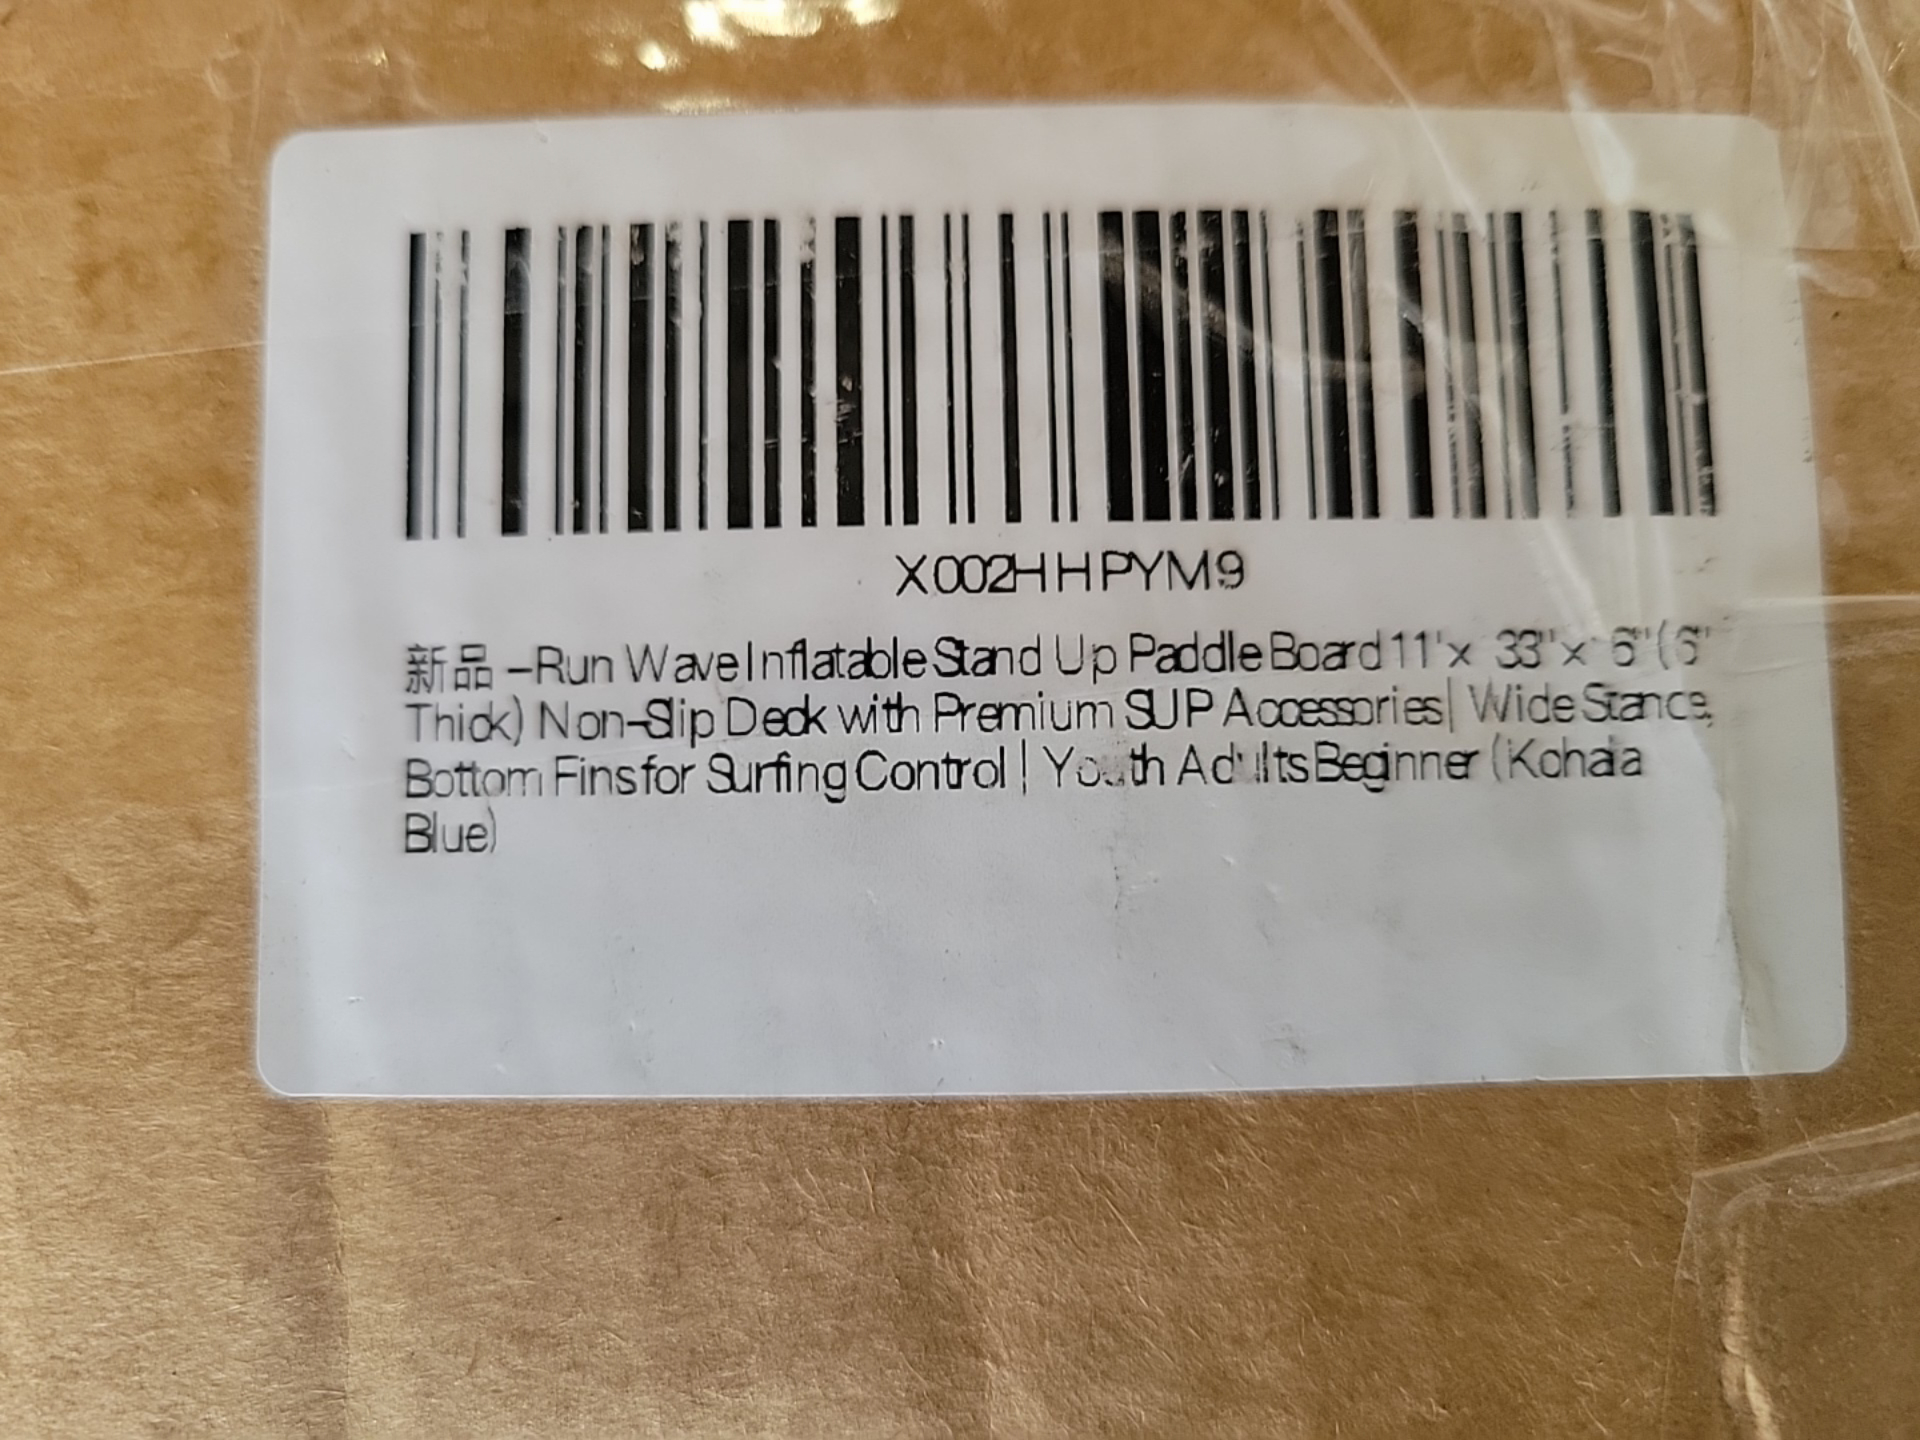 X002HHPYM9
新品 -Run Wave Inflatable Stand Up Paddle Board 11'x 33"x 6"(6"
Thick) Non-Slip Deck with Premium SUP Accessories| Wide Stance,
Bottom Fins for Surfing Control | Youth Adults Beginner (Kohala
Blue)